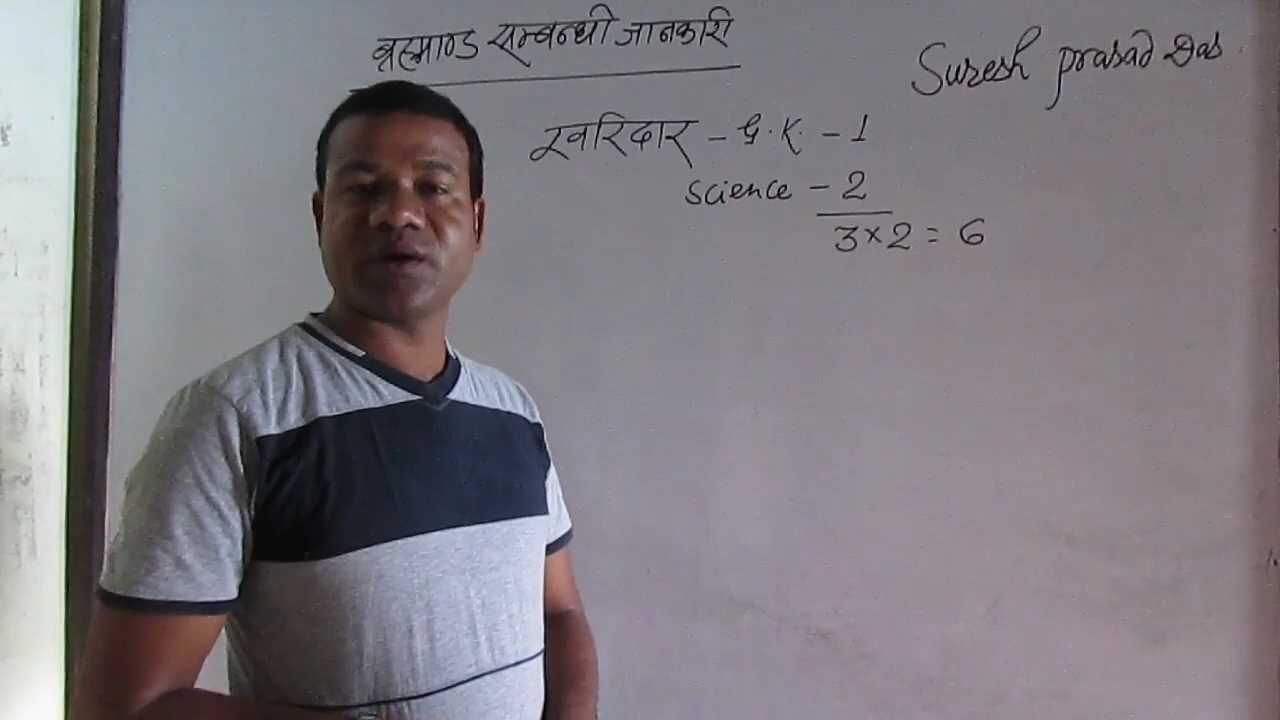 ब्रह्माण्ड सम्बन्धी जानकारी
Suresh prasad Das
खरिदार - G.K. - 1
Science - 2
3 × 2 = 6